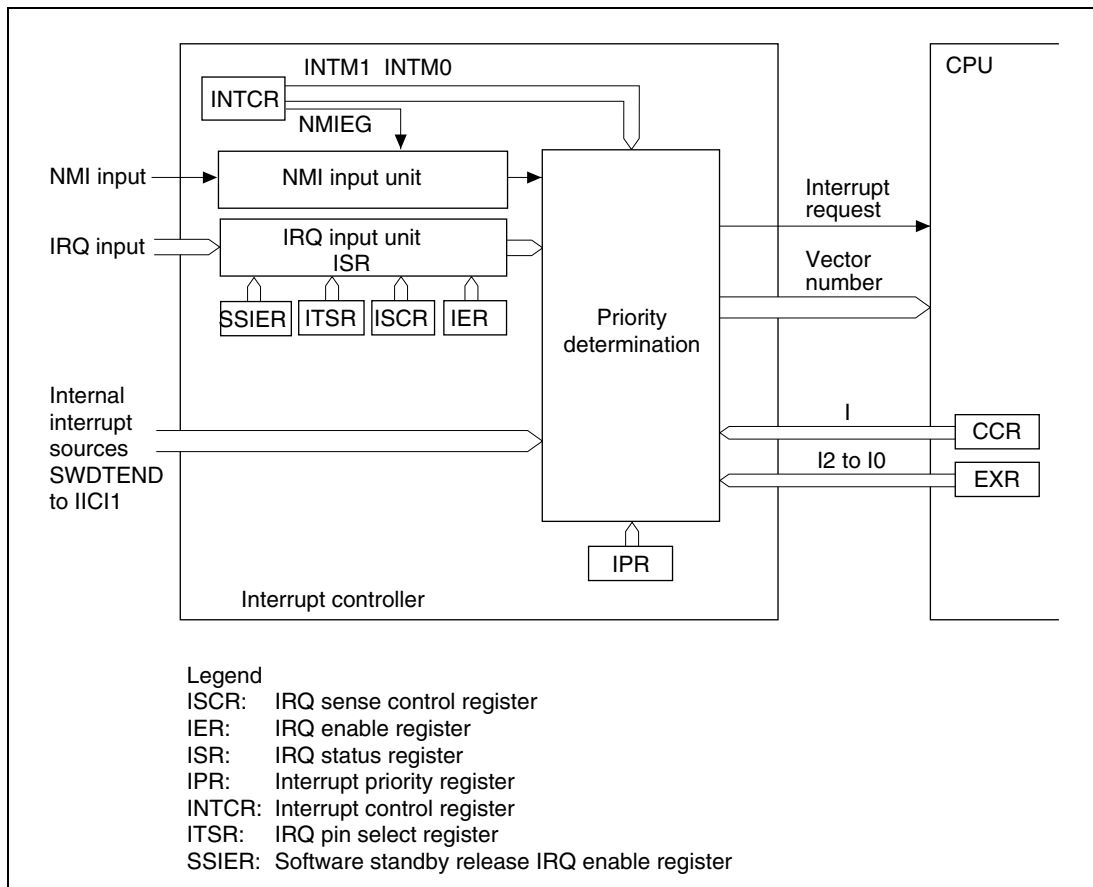 INTM1 INTM0
CPU
INTCR
NMIEG
NMI input
NMI input unit
Interrupt
request
IRQ input
IRQ input unit
ISR
Vector
number
SSIER
ITSR
ISCR
IER
Priority
determination
Internal
interrupt
sources
SWDTEND
to IICI1
I
CCR
I2 to I0
EXR
IPR
Interrupt controller
Legend
ISCR: IRQ sense control register
IER: IRQ enable register
ISR: IRQ status register
IPR: Interrupt priority register
INTCR: Interrupt control register
ITSR: IRQ pin select register
SSIER: Software standby release IRQ enable register